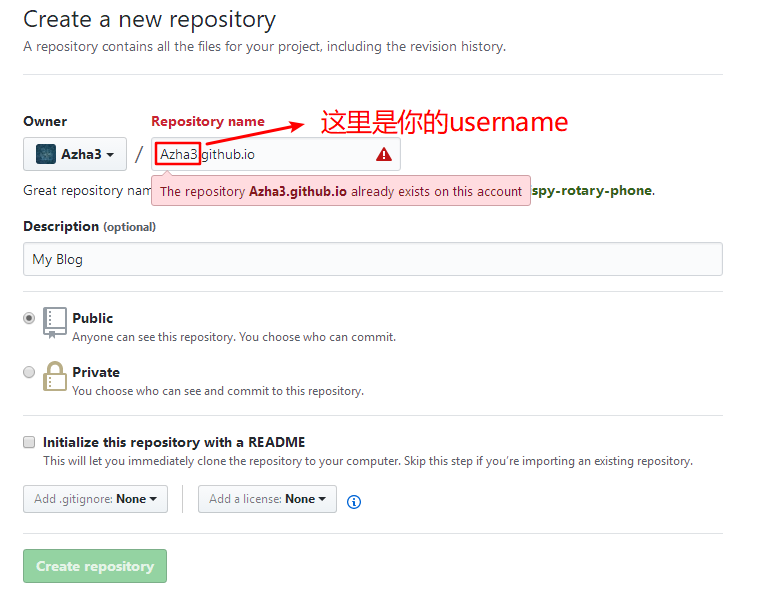 Create a new repository
A repository contains all the files for your project, including the revision history.
Owner
Repository name
这里是你的username
Azha3
/
Azha3.github.io
Great repository nam
The repository Azha3.github.io already exists on this account
spy-rotary-phone.
Description (optional)
My Blog
Public
Anyone can see this repository. You choose who can commit.
Private
You choose who can see and commit to this repository.
Initialize this repository with a README
This will let you immediately clone the repository to your computer. Skip this step if you’re importing an existing repository.
Add .gitignore: None
Add a license: None
Create repository